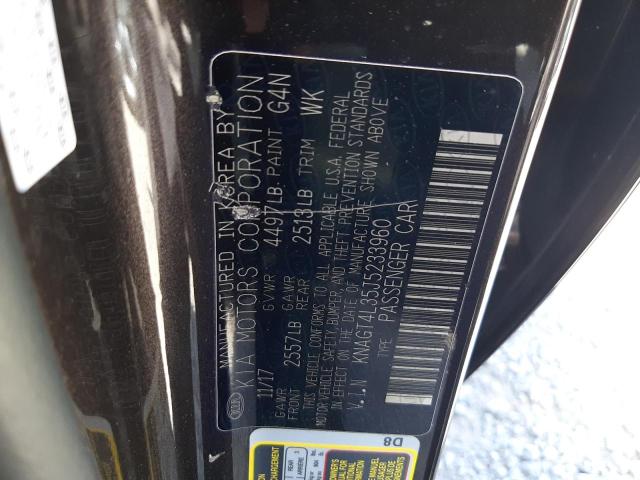 MANUFACTURED IN KOREA BY
KIA MOTORS CORPORATION
11/17 GVWR 4497LB. PAINT G4N
GAWR FRONT 2557LB GAWR REAR 2513LB TRIM WK
THIS VEHICLE CONFORMS TO ALL APPLICABLE U.S.A. FEDERAL
MOTOR VEHICLE SAFETY, BUMPER, AND THEFT PREVENTION STANDARDS
IN EFFECT ON THE DATE OF MANUFACTURE SHOWN ABOVE
V.I.N KNAGT4L35J5233960
TYPE PASSENGER CAR
D8